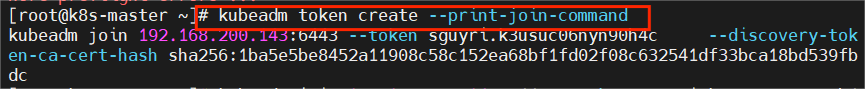 [root@k8s-master ~]# kubeadm token create --print-join-command
kubeadm join 192.168.200.143:6443 --token sguyri.k3usuc06nyn90h4c     --discovery-tok
en-ca-cert-hash sha256:1ba5e5be8452a11908c58c152ea68bf1fd02f08c632541df33bca18bd539fb
dc